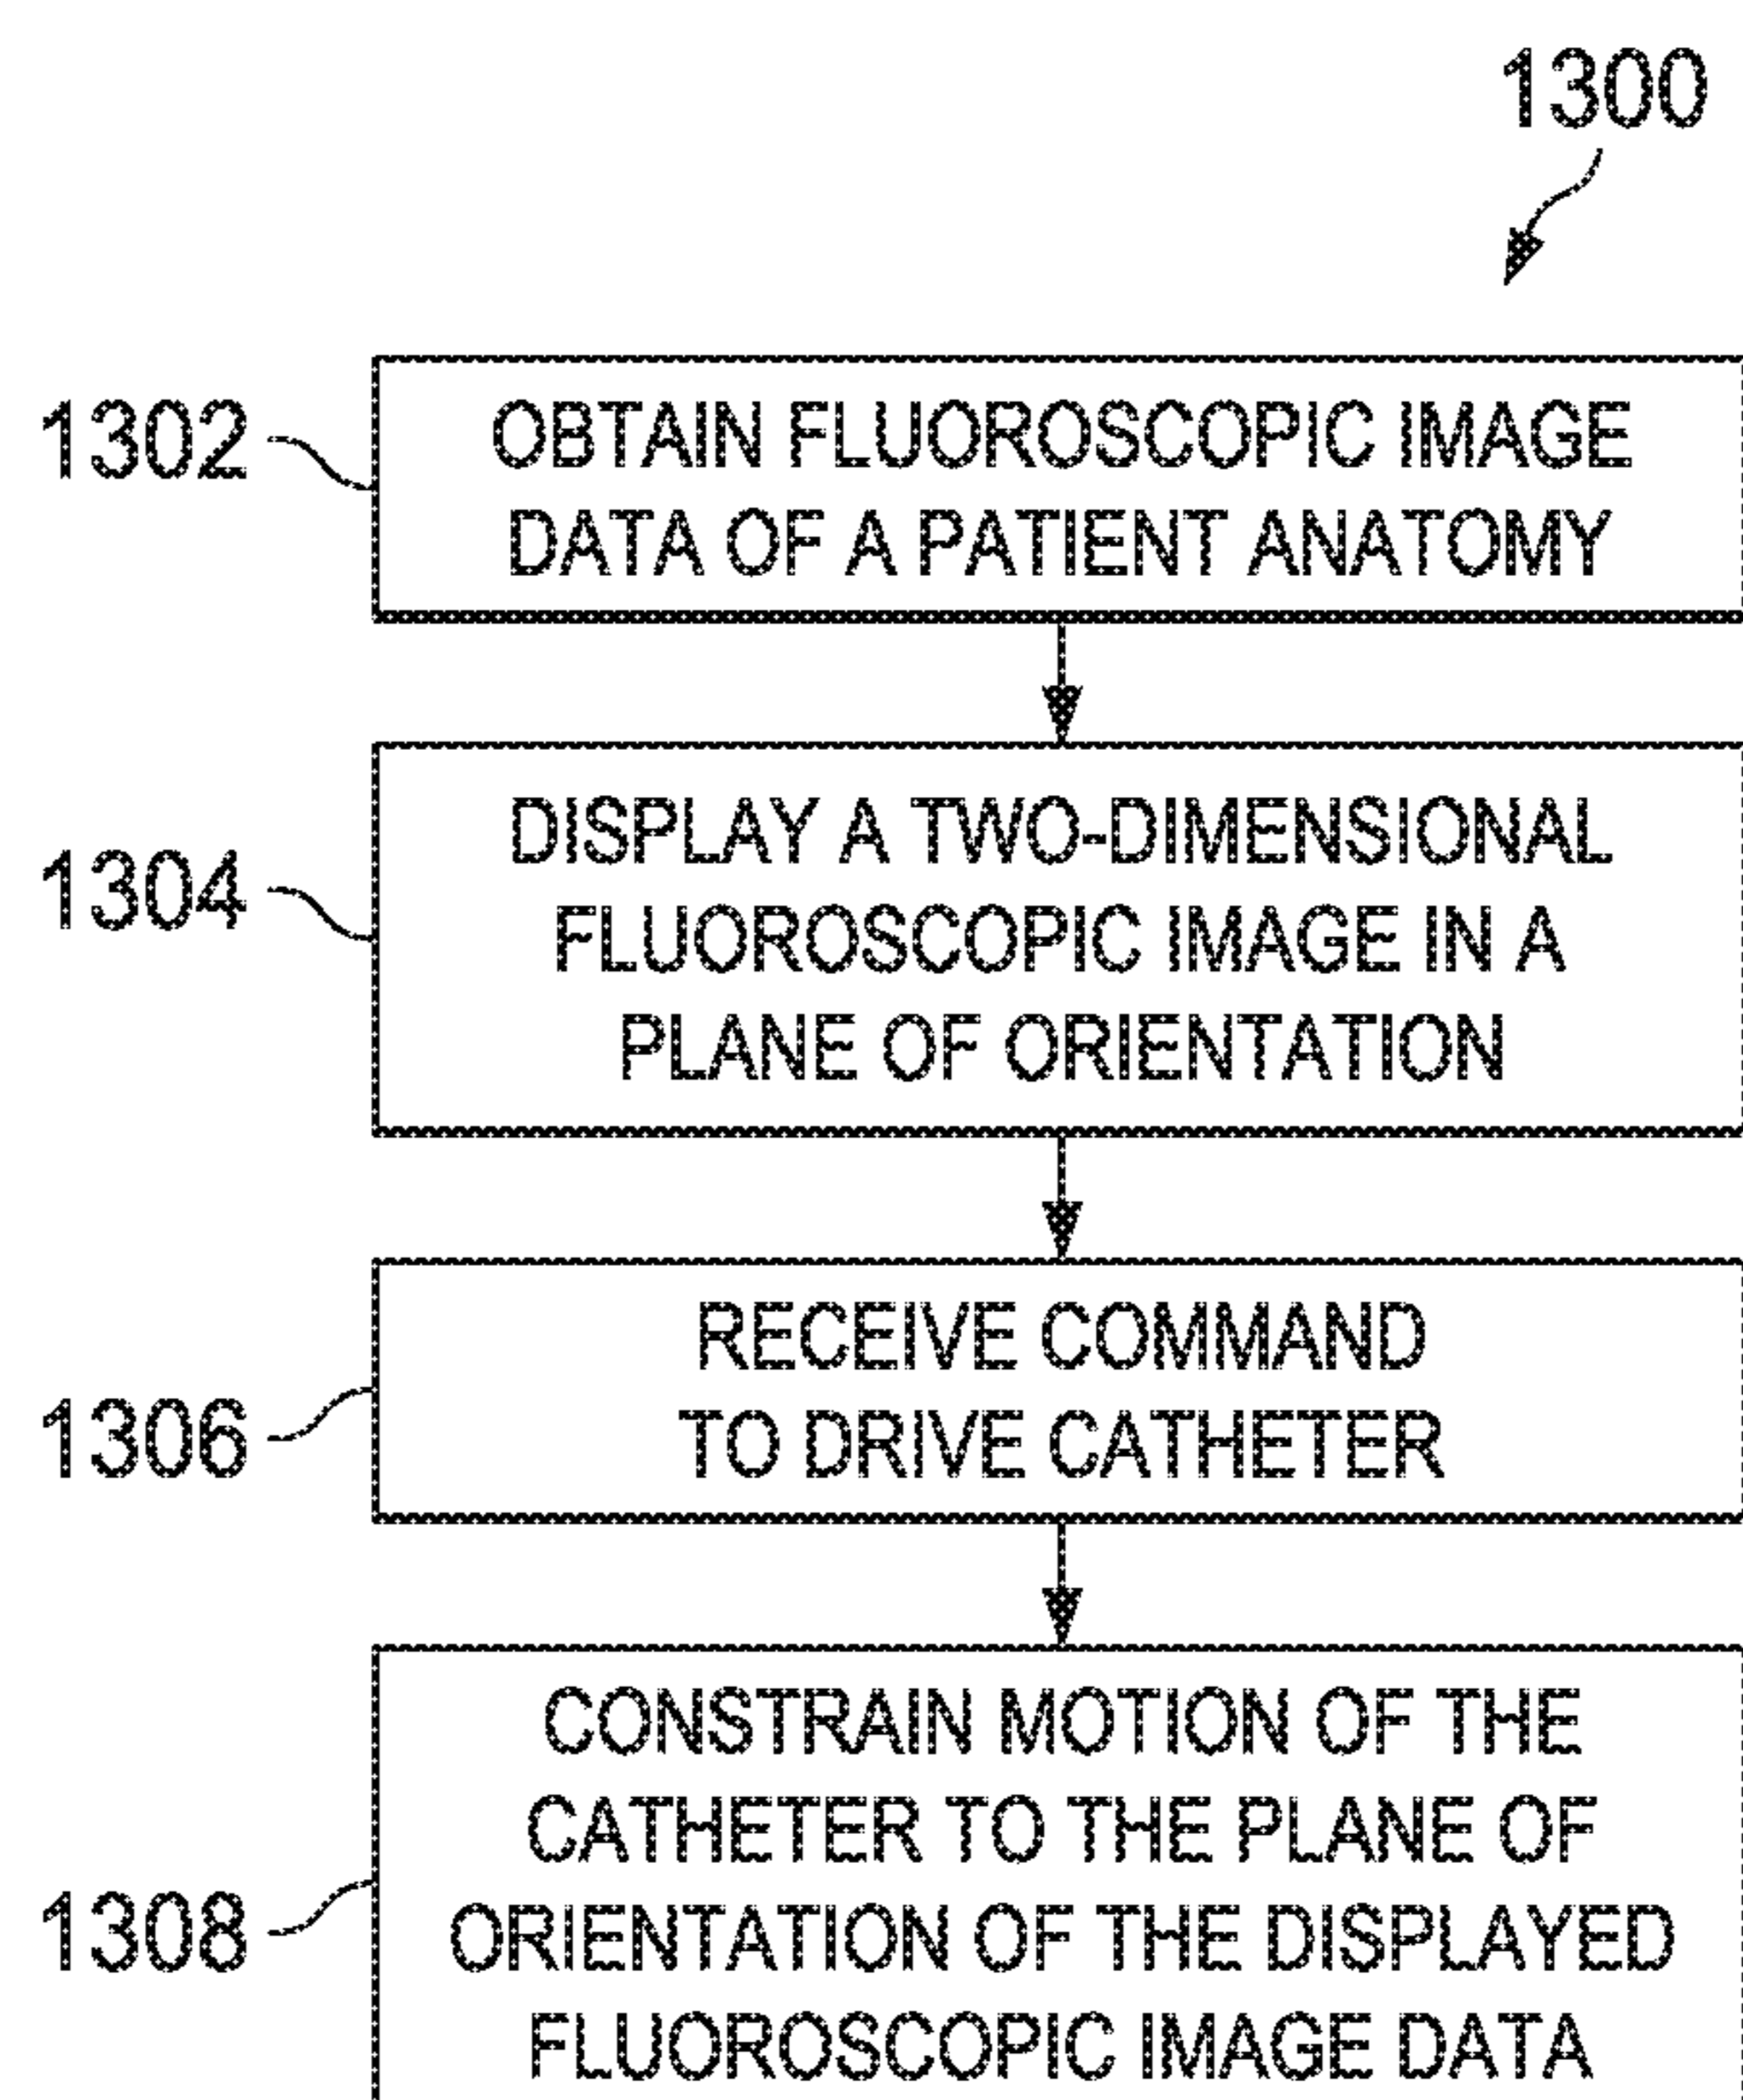 1300
1302
OBTAIN FLUOROSCOPIC IMAGE
DATA OF A PATIENT ANATOMY
1304
DISPLAY A TWO-DIMENSIONAL
FLUOROSCOPIC IMAGE IN A
PLANE OF ORIENTATION
1306
RECEIVE COMMAND
TO DRIVE CATHETER
1308
CONSTRAIN MOTION OF THE
CATHETER TO THE PLANE OF
ORIENTATION OF THE DISPLAYED
FLUOROSCOPIC IMAGE DATA